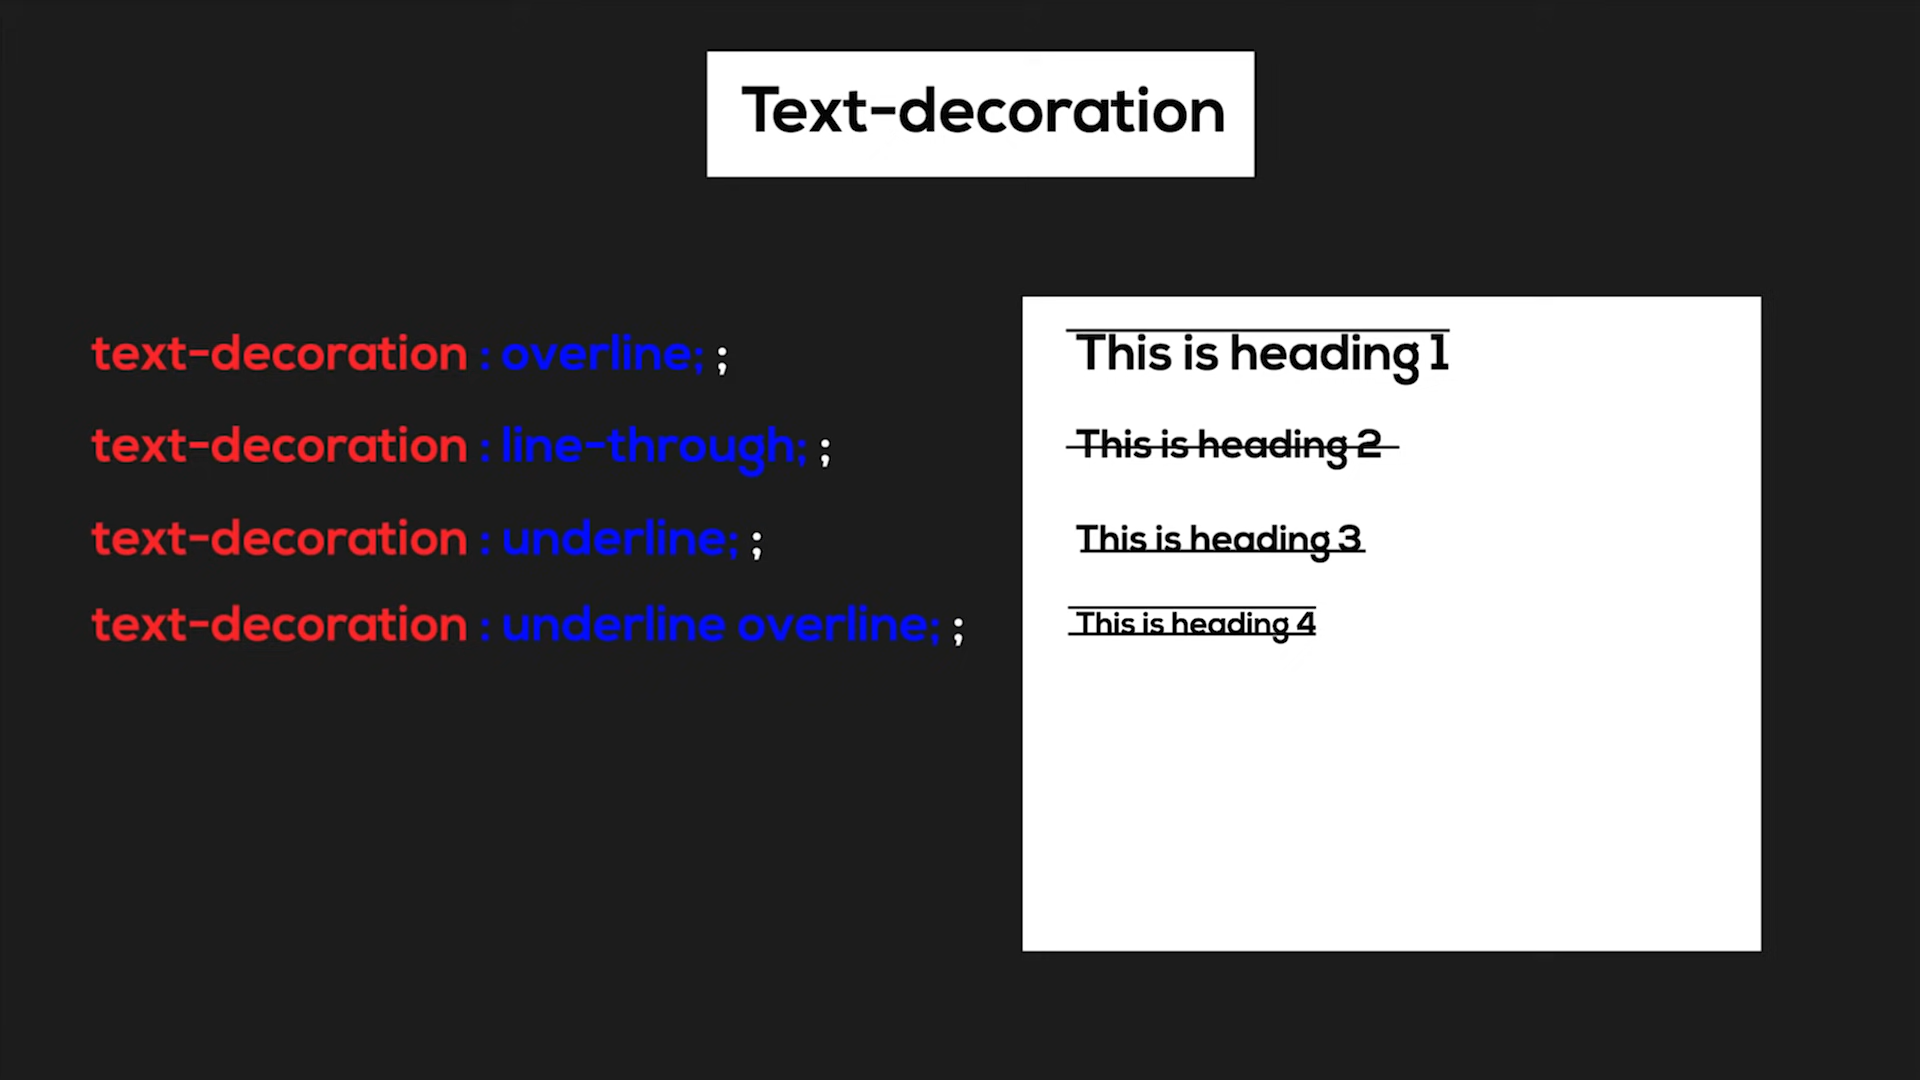 Text-decoration
text-decoration : overline; ;
text-decoration : line-through; ;
text-decoration : underline; ;
text-decoration : underline overline; ;
This is heading 1
This is heading 2
This is heading 3
This is heading 4